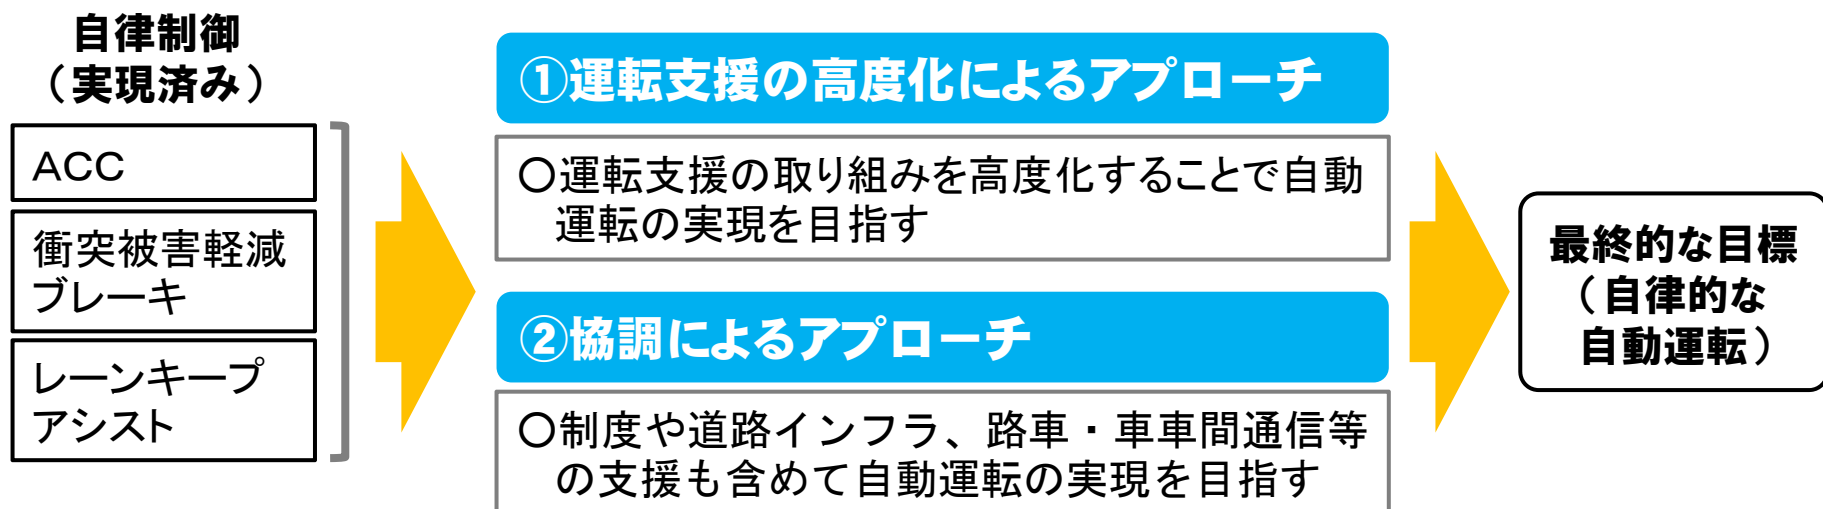 自律制御
（実現済み）
ACC
衝突被害軽減
ブレーキ
レーンキープ
アシスト
①運転支援の高度化によるアプローチ
○運転支援の取り組みを高度化することで自動
運転の実現を目指す
②協調によるアプローチ
○制度や道路インフラ、路車・車車間通信等
の支援も含めて自動運転の実現を目指す
最終的な目標
（自律的な
自動運転）